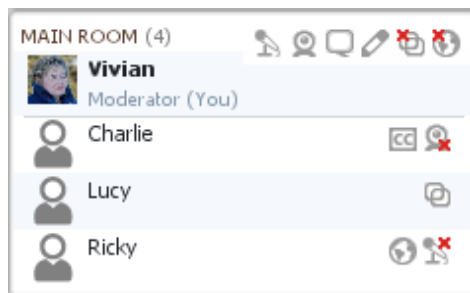 MAIN ROOM (4)
Vivian
Moderator (You)
Charlie
CC
Lucy
Ricky